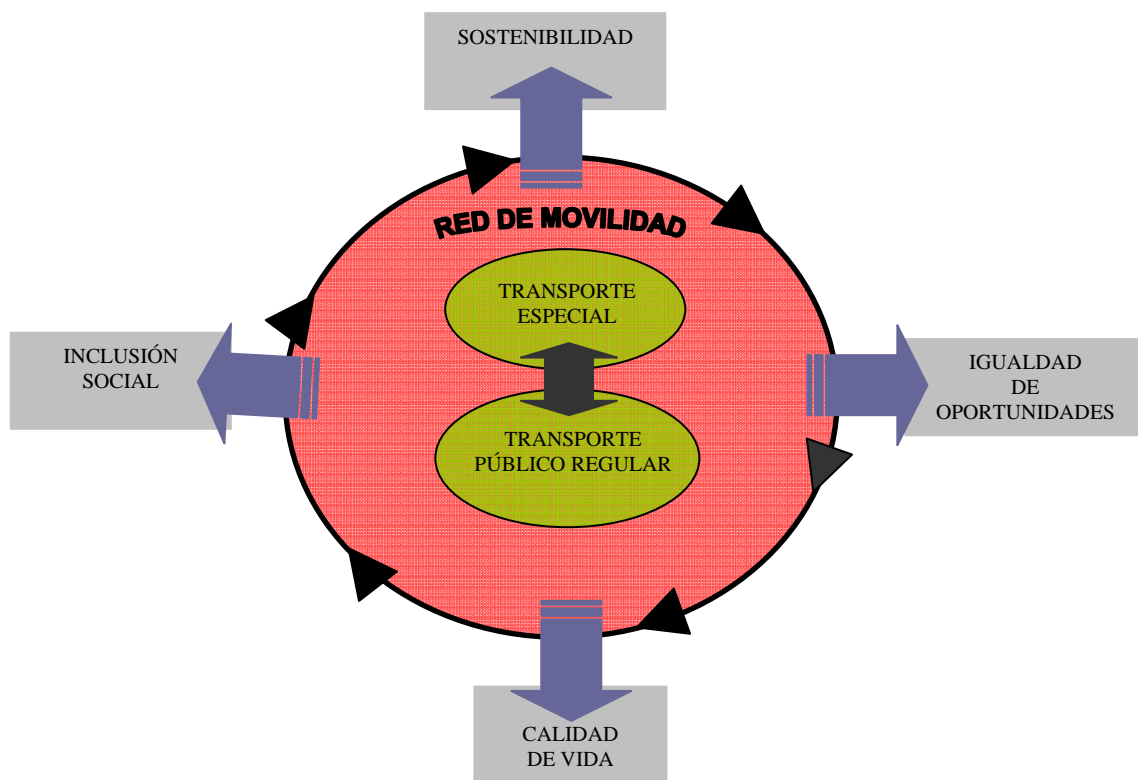 SOSTENIBILIDAD
RED DE MOVILIDAD
TRANSPORTE
ESPECIAL
INCLUSIÓN
SOCIAL
IGUALDAD
DE
OPORTUNIDADES
TRANSPORTE
PÚBLICO REGULAR
CALIDAD
DE VIDA